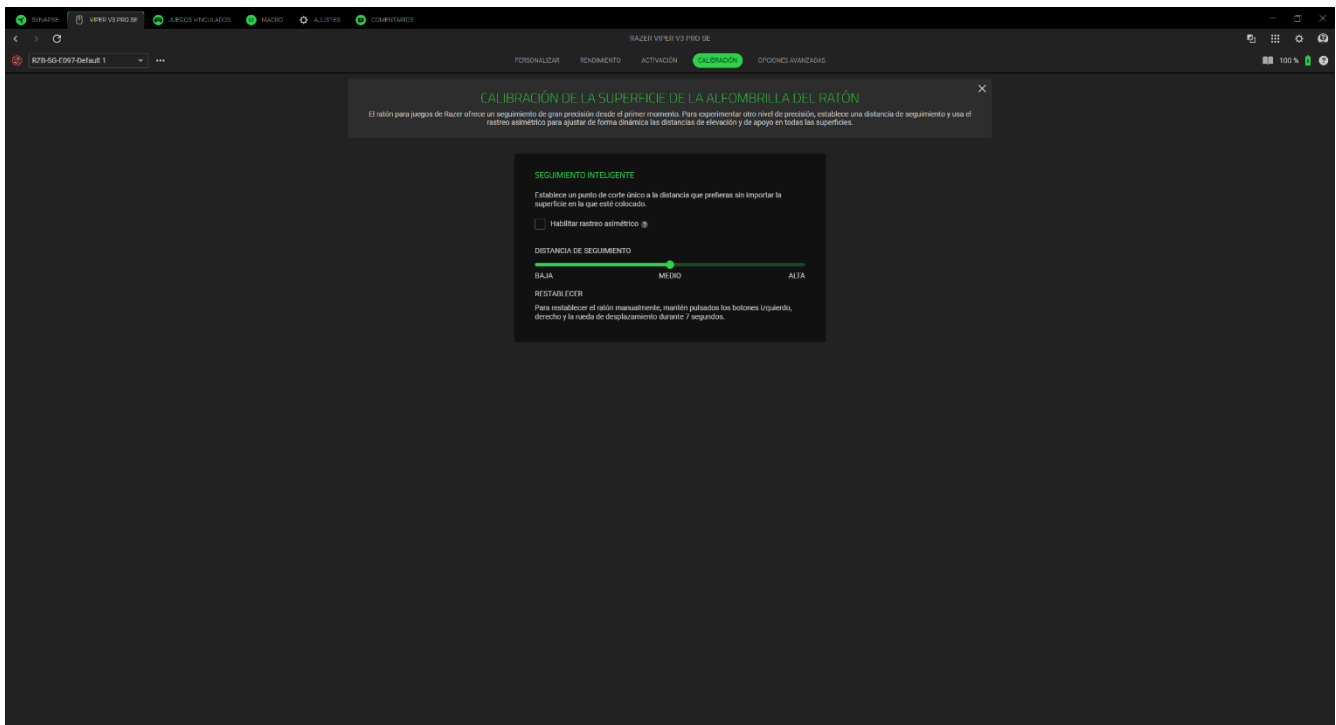 SYNAPSE VIPER V3 PRO SE JUEGOS VINCULADOS MACRO AJUSTES COMENTARIOS
RAZER VIPER V3 PRO SE
RZB-SG-E097-Default 1 PERSONALIZAR RENDIMIENTO ACTIVACIÓN CALIBRACIÓN OPCIONES AVANZADAS 100 %
CALIBRACIÓN DE LA SUPERFICIE DE LA ALFOMBRILLA DEL RATÓN
El ratón para juegos de Razer ofrece un seguimiento de gran precisión desde el primer momento. Para experimentar otro nivel de precisión, establece una distancia de seguimiento y usa el
rastreo asimétrico para ajustar de forma dinámica las distancias de elevación y de apoyo en todas las superficies.
SEGUIMIENTO INTELIGENTE
Establece un punto de corte único a la distancia que prefieras sin importar la
superficie en la que esté colocado.
Habilitar rastreo asimétrico
DISTANCIA DE SEGUIMIENTO
BAJA MEDIO ALTA
RESTABLECER
Para restablecer el ratón manualmente, mantén pulsados los botones izquierdo,
derecho y la rueda de desplazamiento durante 7 segundos.